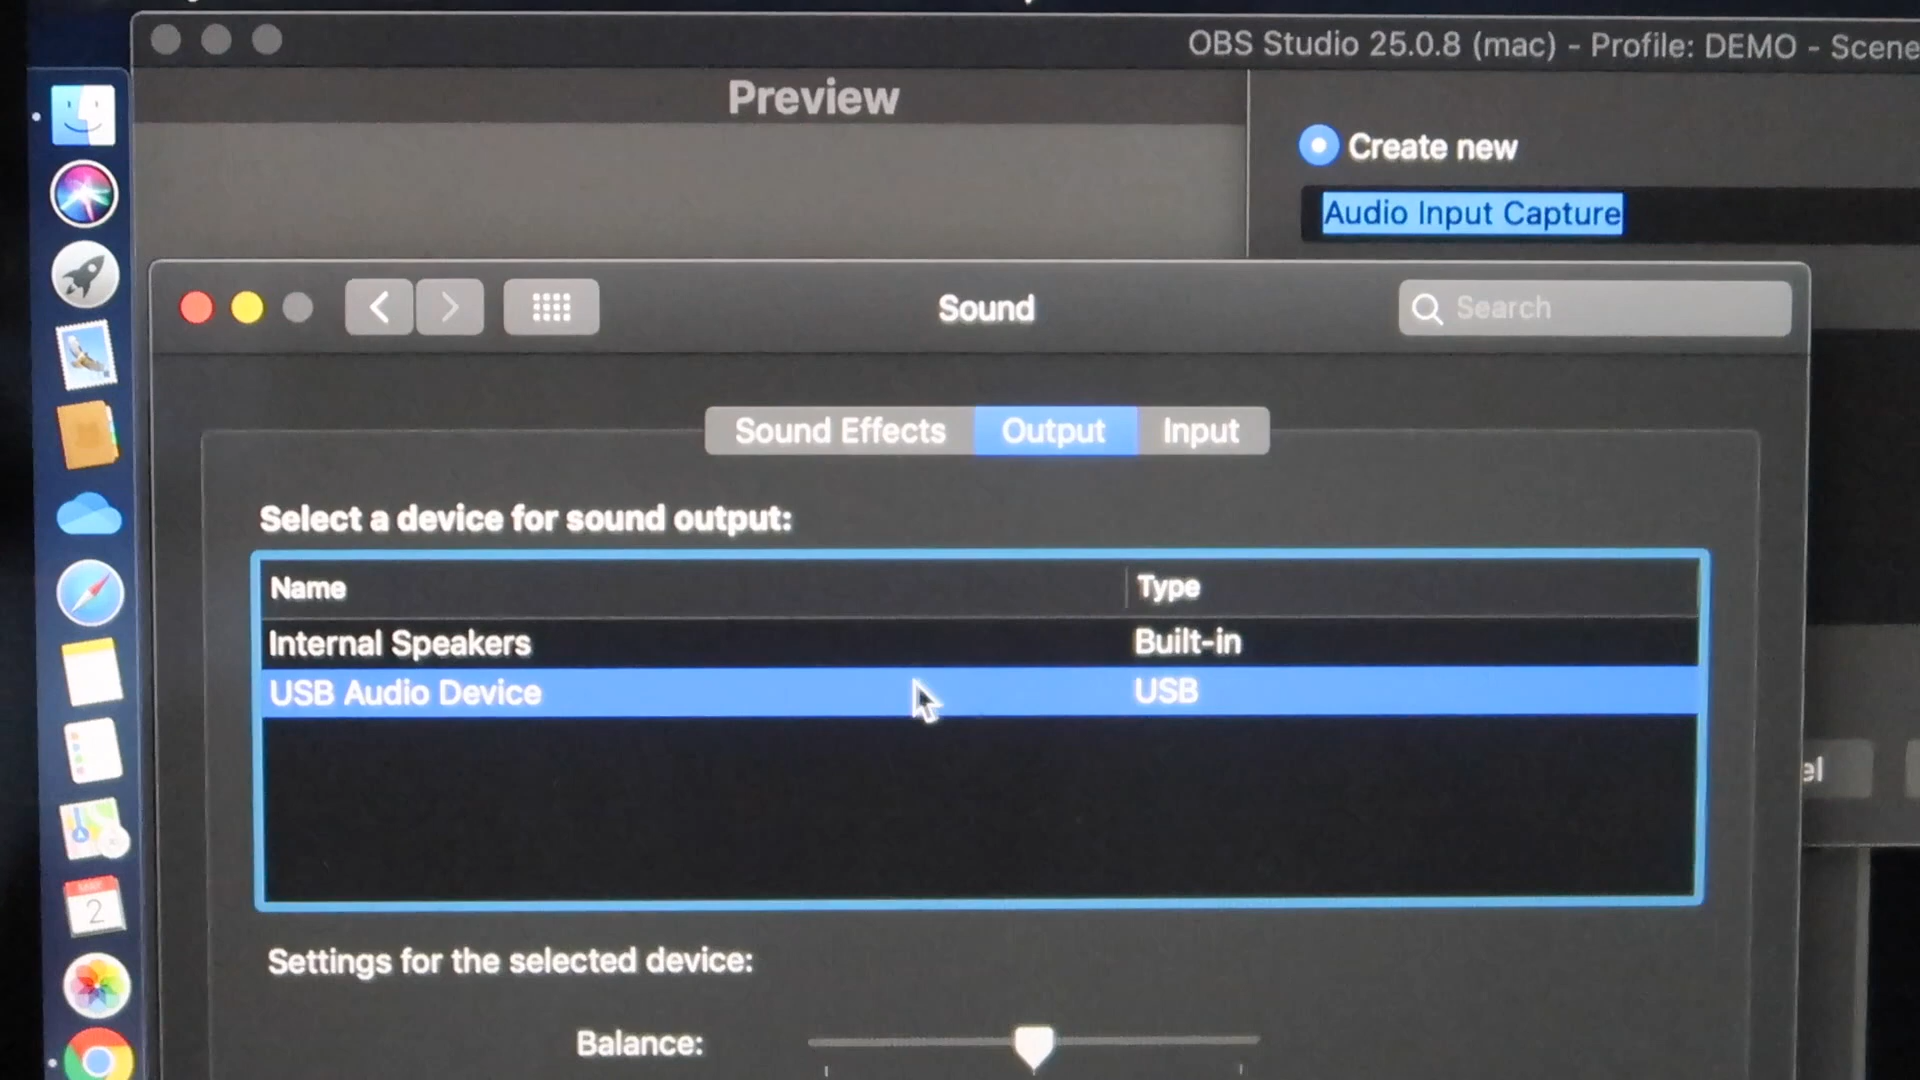 OBS Studio 25.0.8 (mac) - Profile: DEMO - Scene
Preview
Create new
Audio Input Capture
Sound
Search
Sound Effects Output Input
Select a device for sound output:
Name Type
Internal Speakers Built-in
USB Audio Device USB
el
2
Settings for the selected device:
Balance: